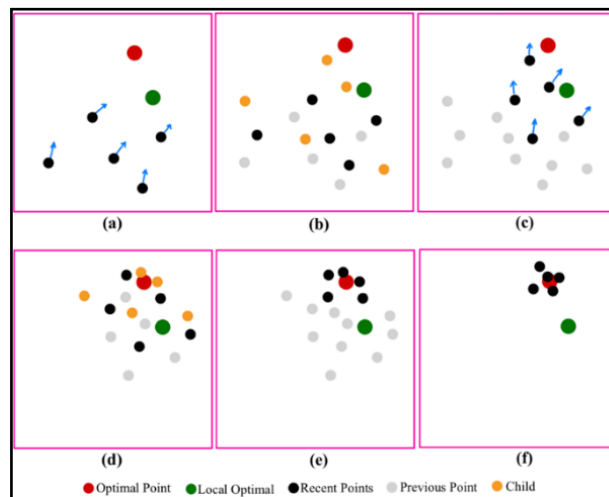 (a) (b) (c)
(d) (e) (f)
Optimal Point Local Optimal Recent Points Previous Point Child